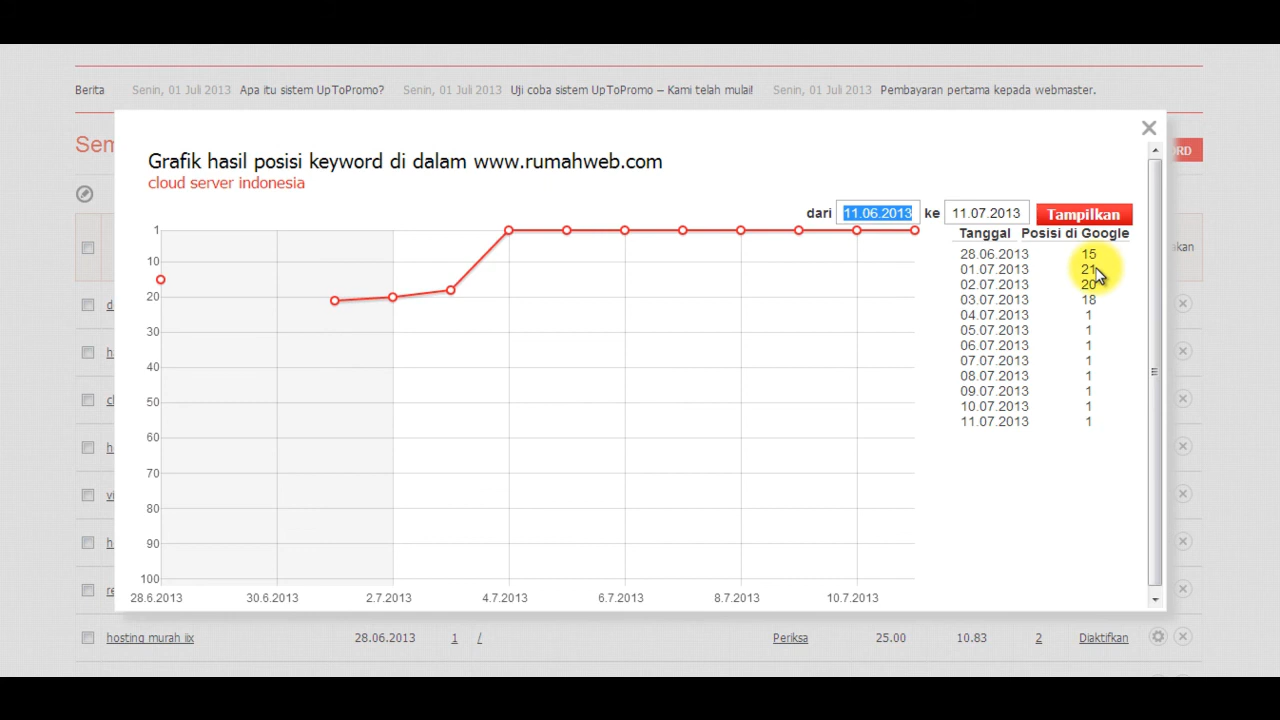 Berita Senin, 01 Juli 2013 Apa itu sistem UpToPromo? Senin, 01 Juli 2013 Uji coba sistem UpToPromo – Kami telah mulai! Senin, 01 Juli 2013 Pembayaran pertama kepada webmaster.
Sem
RD
Grafik hasil posisi keyword di dalam www.rumahweb.com
cloud server indonesia
dari 11.06.2013 ke 11.07.2013 Tampilkan
Tanggal Posisi di Google
28.06.2013 15
01.07.2013 21
02.07.2013 20
03.07.2013 18
04.07.2013 1
05.07.2013 1
06.07.2013 1
07.07.2013 1
08.07.2013 1
09.07.2013 1
10.07.2013 1
11.07.2013 1
1
10
20
30
40
50
60
70
80
90
100
28.6.2013 30.6.2013 2.7.2013 4.7.2013 6.7.2013 8.7.2013 10.7.2013
akan
d
h
cl
h
vi
h
re
hosting murah iix 28.06.2013 1 / Periksa 25.00 10.83 2 Diaktifkan